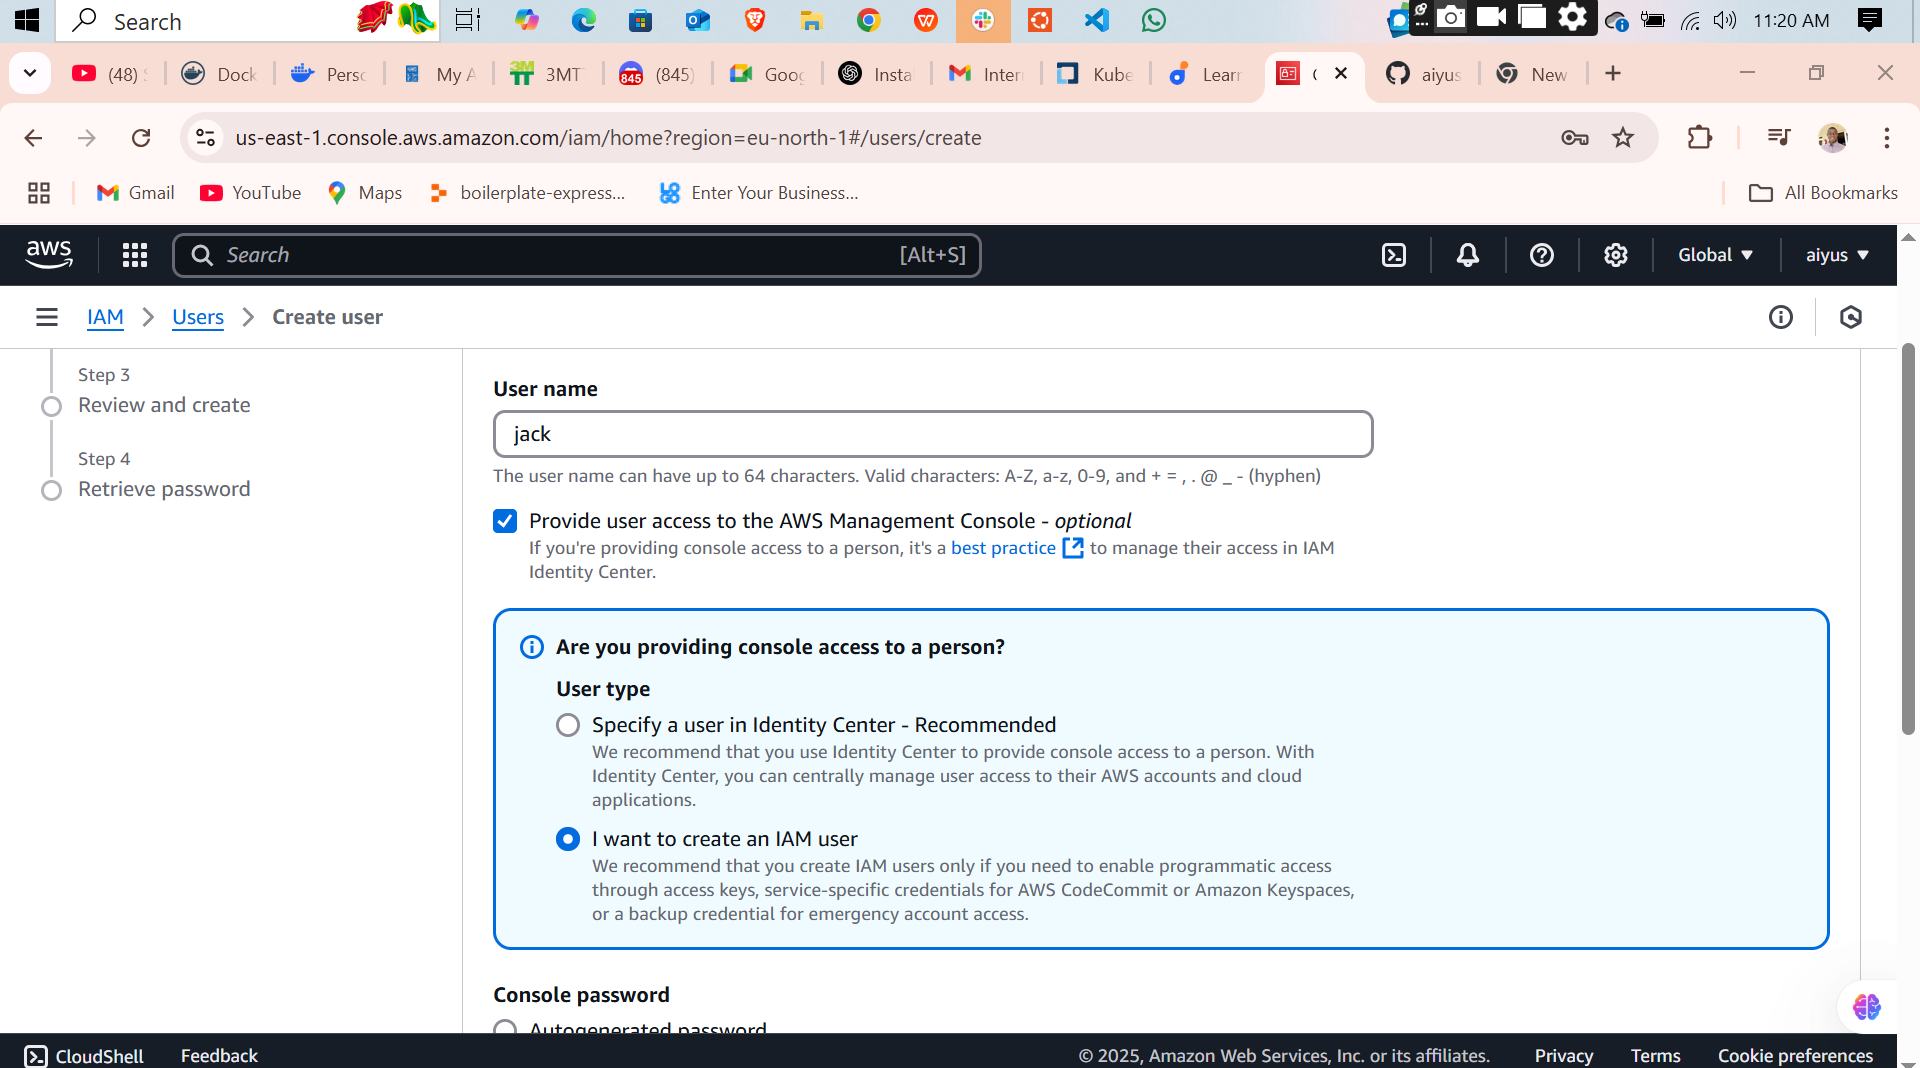 Search
11:20 AM
(48)
Dock
Persc
My A
3MT
845
(845)
Goog
Insta
Interr
Kube
Learr
aiyus
New
us-east-1.console.aws.amazon.com/iam/home?region=eu-north-1#/users/create
Gmail
YouTube
Maps
boilerplate-express...
Enter Your Business...
All Bookmarks
aws
Search
[Alt+S]
Global
aiyus
IAM
Users
Create user
Step 3
Review and create
Step 4
Retrieve password
User name
jack
The user name can have up to 64 characters. Valid characters: A-Z, a-z, 0-9, and + = , . @ _ - (hyphen)
Provide user access to the AWS Management Console - optional
If you're providing console access to a person, it's a best practice to manage their access in IAM
Identity Center.
Are you providing console access to a person?
User type
Specify a user in Identity Center - Recommended
We recommend that you use Identity Center to provide console access to a person. With
Identity Center, you can centrally manage user access to their AWS accounts and cloud
applications.
I want to create an IAM user
We recommend that you create IAM users only if you need to enable programmatic access
through access keys, service-specific credentials for AWS CodeCommit or Amazon Keyspaces,
or a backup credential for emergency account access.
Console password
Autogenerated password
CloudShell
Feedback
© 2025, Amazon Web Services, Inc. or its affiliates.
Privacy
Terms
Cookie preferences